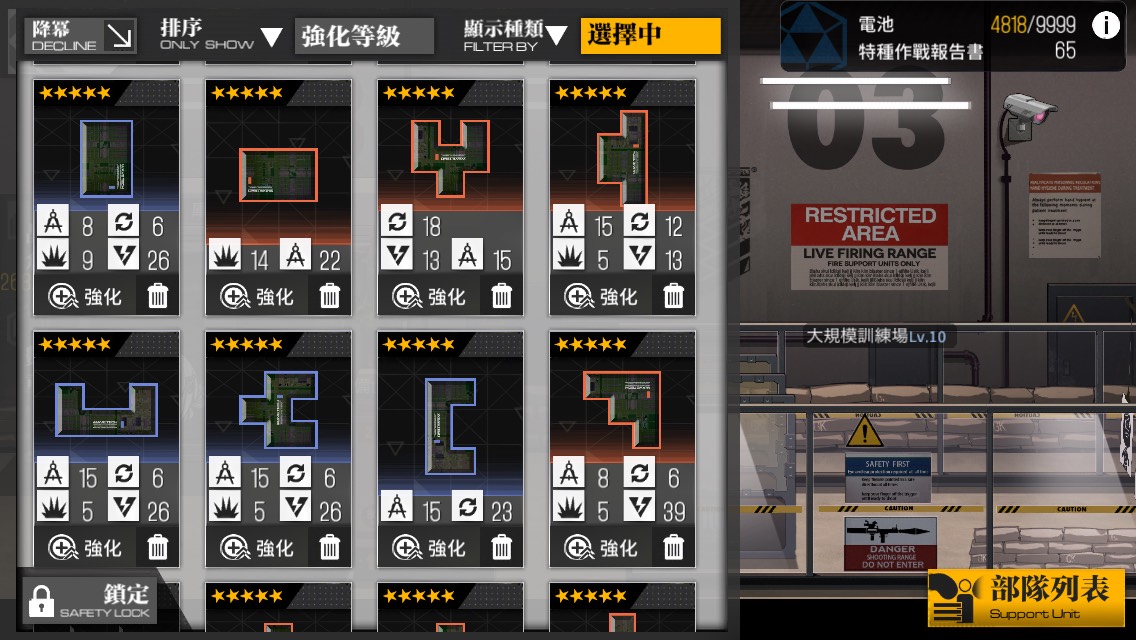 降冪
DECLINE
排序
ONLY SHOW
強化等級
顯示種類
FILTER BY
選擇中
電池
4818/9999
特種作戰報告書
65
i
03
RESTRICTED
AREA
LIVE FIRING RANGE
FIRE SUPPORT UNITS ONLY
8 6
9 26
強化
14 22
強化
18
13 15
強化
15 12
5 13
強化
大規模訓練場Lv.10
15 6
5 26
強化
15 6
5 26
強化
15 23
強化
8 6
5 39
強化
SAFETY FIRST
CAUTION
CAUTION
DANGER
SHOOTING RANGE
DO NOT ENTER
鎖定
SAFETY LOCK
部隊列表
Support Unit